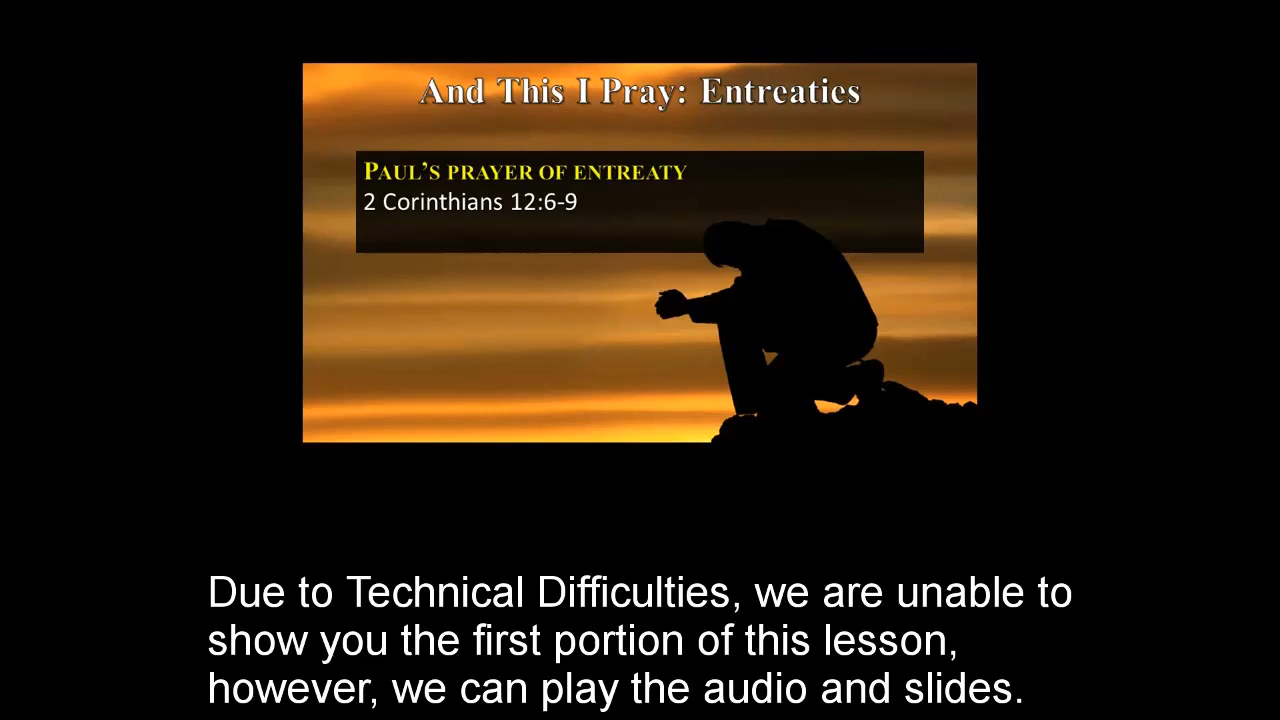 And This I Pray: Entreaties
PAUL'S PRAYER OF ENTREATY
2 Corinthians 12:6-9
Due to Technical Difficulties, we are unable to
show you the first portion of this lesson,
however, we can play the audio and slides.